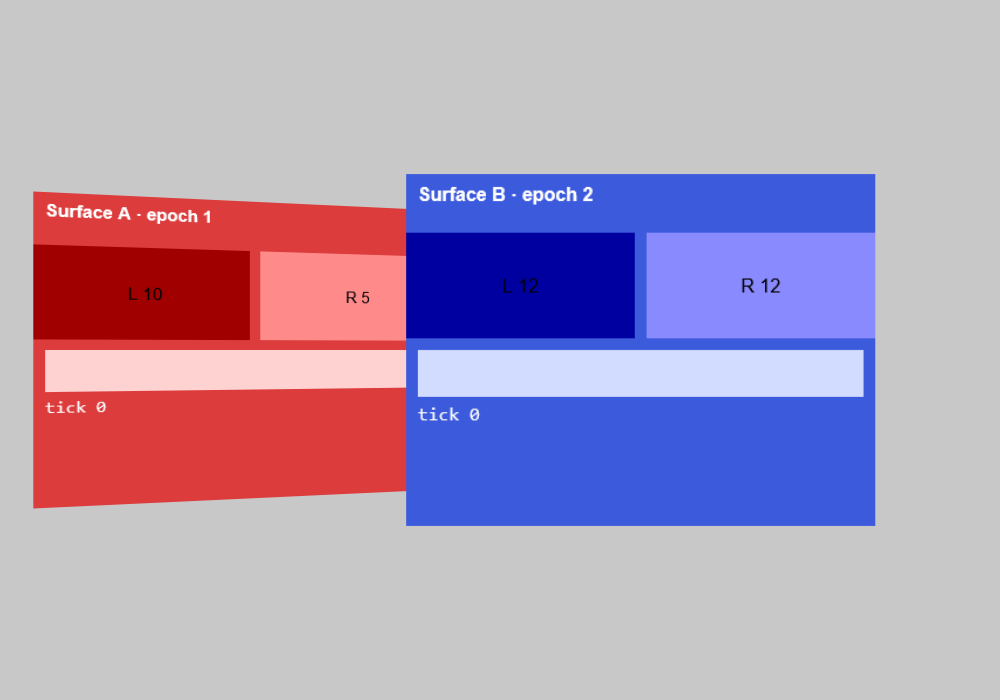 Surface A · epoch 1
L 10
R 5
tick 0
Surface B · epoch 2
L 12
R 12
tick 0